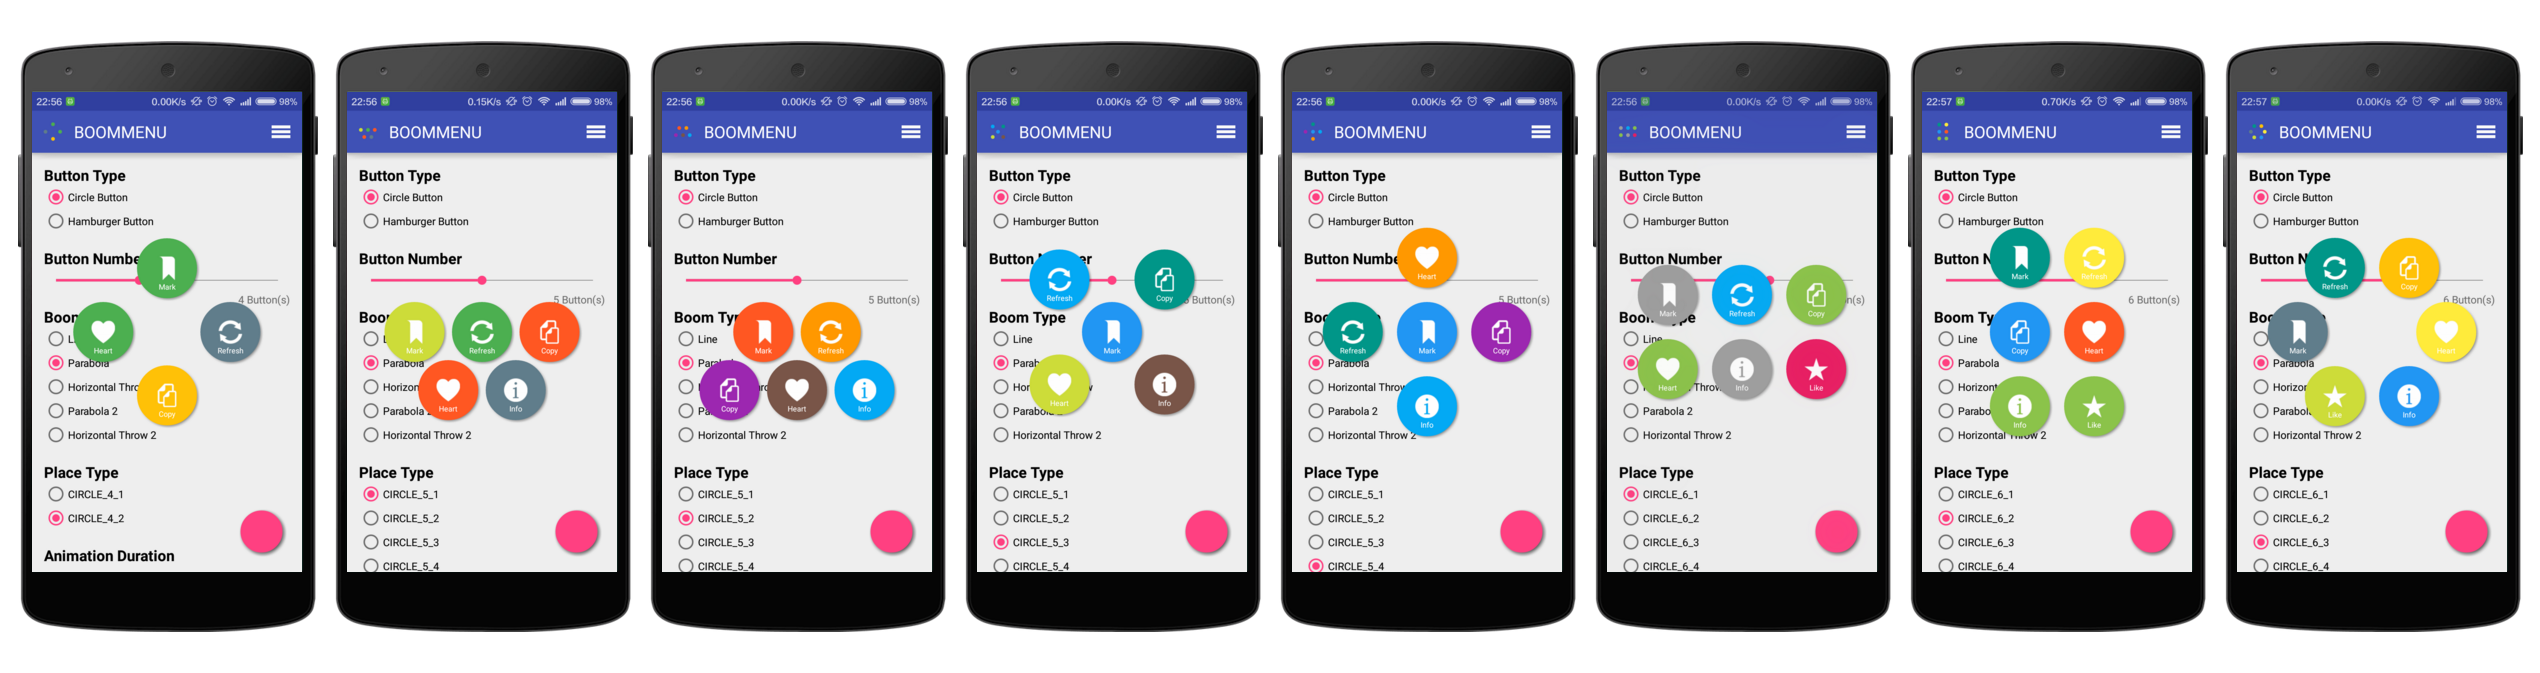 22:56 0.00K/s 98%
BOOMMENU
Button Type
Circle Button
Hamburger Button
Button Numbe
Mark
4 Button(s)
Boom
L
Heart Refresh
Parabola
Horizontal Thro
Parabola 2
Copy
Horizontal Throw 2
Place Type
CIRCLE_4_1
CIRCLE_4_2
Animation Duration
22:56 0.15K/s 98%
BOOMMENU
Button Type
Circle Button
Hamburger Button
Button Number
5 Button(s)
Boo
L
Mark Refresh Copy
Parabola
Horizon
Parabola 2
Heart Info
Horizontal Throw 2
Place Type
CIRCLE_5_1
CIRCLE_5_2
CIRCLE_5_3
CIRCLE_5_4
22:56 0.00K/s 98%
BOOMMENU
Button Type
Circle Button
Hamburger Button
Button Number
5 Button(s)
Boom Ty
Line
Mark Refresh
Para
Pa
Copy Heart Info
Horizontal Throw 2
Place Type
CIRCLE_5_1
CIRCLE_5_2
CIRCLE_5_3
CIRCLE_5_4
22:56 0.00K/s 98%
BOOMMENU
Button Type
Circle Button
Hamburger Button
Button Number
Refresh Copy
Button(s)
Boom Type
Line
Mark
Parab
Hor w
Parabola 2
Heart Info
Horizontal Throw 2
Place Type
CIRCLE_5_1
CIRCLE_5_2
CIRCLE_5_3
CIRCLE_5_4
22:56 0.00K/s 98%
BOOMMENU
Button Type
Circle Button
Hamburger Button
Button Numbe
Heart
5 Button(s)
Boo
Refresh Mark Copy
Parabola
Horizontal Throw
Parabola 2
Info
Horizontal Throw 2
Place Type
CIRCLE_5_1
CIRCLE_5_2
CIRCLE_5_3
CIRCLE_5_4
22:56 0.00K/s 98%
BOOMMENU
Button Type
Circle Button
Hamburger Button
Button Number
Mark Refresh Copy
n(s)
Boom Type
Line
Heart Info Like
Throw
Parabola 2
Horizontal Throw 2
Place Type
CIRCLE_6_1
CIRCLE_6_2
CIRCLE_6_3
CIRCLE_6_4
22:57 0.70K/s 98%
BOOMMENU
Button Type
Circle Button
Hamburger Button
Button N
Mark Refresh
6 Button(s)
Boom Ty
Line
Copy Heart
Parabola
Horizont
Parabo
Info Like
Horizontal Throw 2
Place Type
CIRCLE_6_1
CIRCLE_6_2
CIRCLE_6_3
CIRCLE_6_4
22:57 0.00K/s 98%
BOOMMENU
Button Type
Circle Button
Hamburger Button
Button N
Refresh Copy
6 Button(s)
Boo
Mark Heart
Parabola
Horizon
Parabol
Like Info
Horizontal Throw 2
Place Type
CIRCLE_6_1
CIRCLE_6_2
CIRCLE_6_3
CIRCLE_6_4